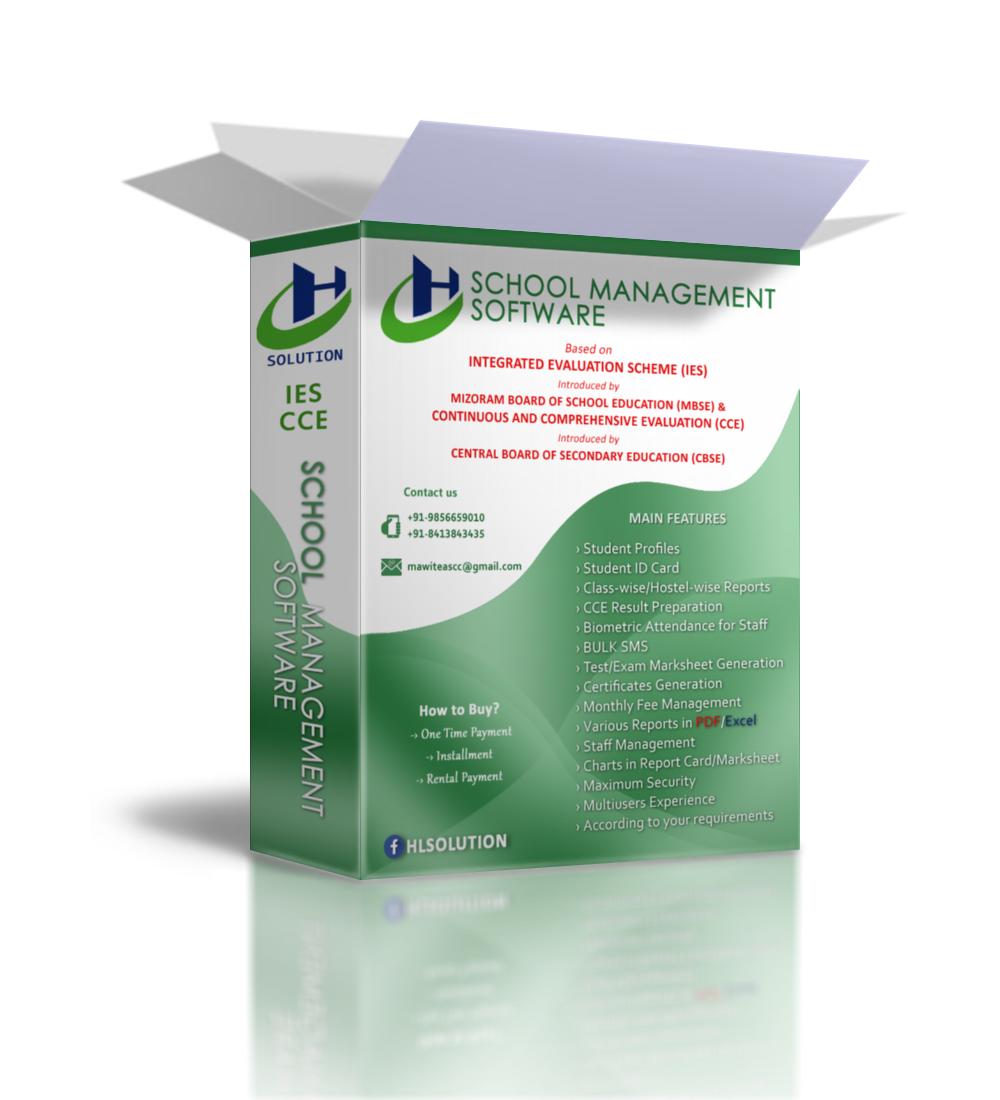 SOLUTION
IES
CCE
SCHOOL MANAGEMENT
SOFTWARE
SCHOOL MANAGEMENT
SOFTWARE
Based on
INTEGRATED EVALUATION SCHEME (IES)
Introduced by
MIZORAM BOARD OF SCHOOL EDUCATION (MBSE) &
CONTINUOUS AND COMPREHENSIVE EVALUATION (CCE)
Introduced by
CENTRAL BOARD OF SECONDARY EDUCATION (CBSE)
Contact us
+91-9856659010
+91-8413843435
mawiteascc@gmail.com
How to Buy?
-› One Time Payment
-› Installment
-› Rental Payment
HLSOLUTION
MAIN FEATURES
› Student Profiles
› Student ID Card
› Class-wise/Hostel-wise Reports
› CCE Result Preparation
› Biometric Attendance for Staff
› BULK SMS
› Test/Exam Marksheet Generation
› Certificates Generation
› Monthly Fee Management
› Various Reports in PDF/Excel
› Staff Management
› Charts in Report Card/Marksheet
› Maximum Security
› Multiusers Experience
› According to your requirements